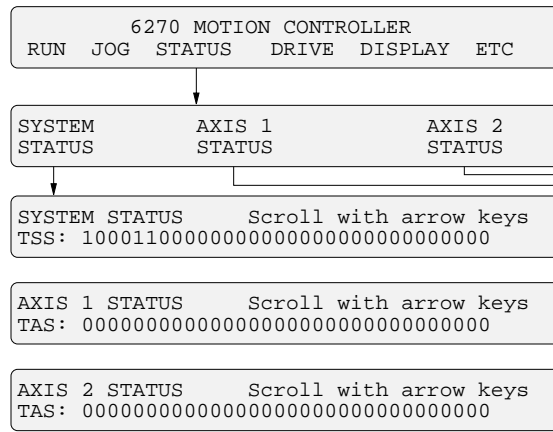 6270 MOTION CONTROLLER
RUN JOG STATUS DRIVE DISPLAY ETC
SYSTEM AXIS 1 AXIS 2
STATUS STATUS STATUS
SYSTEM STATUS Scroll with arrow keys
TSS: 10001100000000000000000000000000
AXIS 1 STATUS Scroll with arrow keys
TAS: 00000000000000000000000000000000
AXIS 2 STATUS Scroll with arrow keys
TAS: 00000000000000000000000000000000